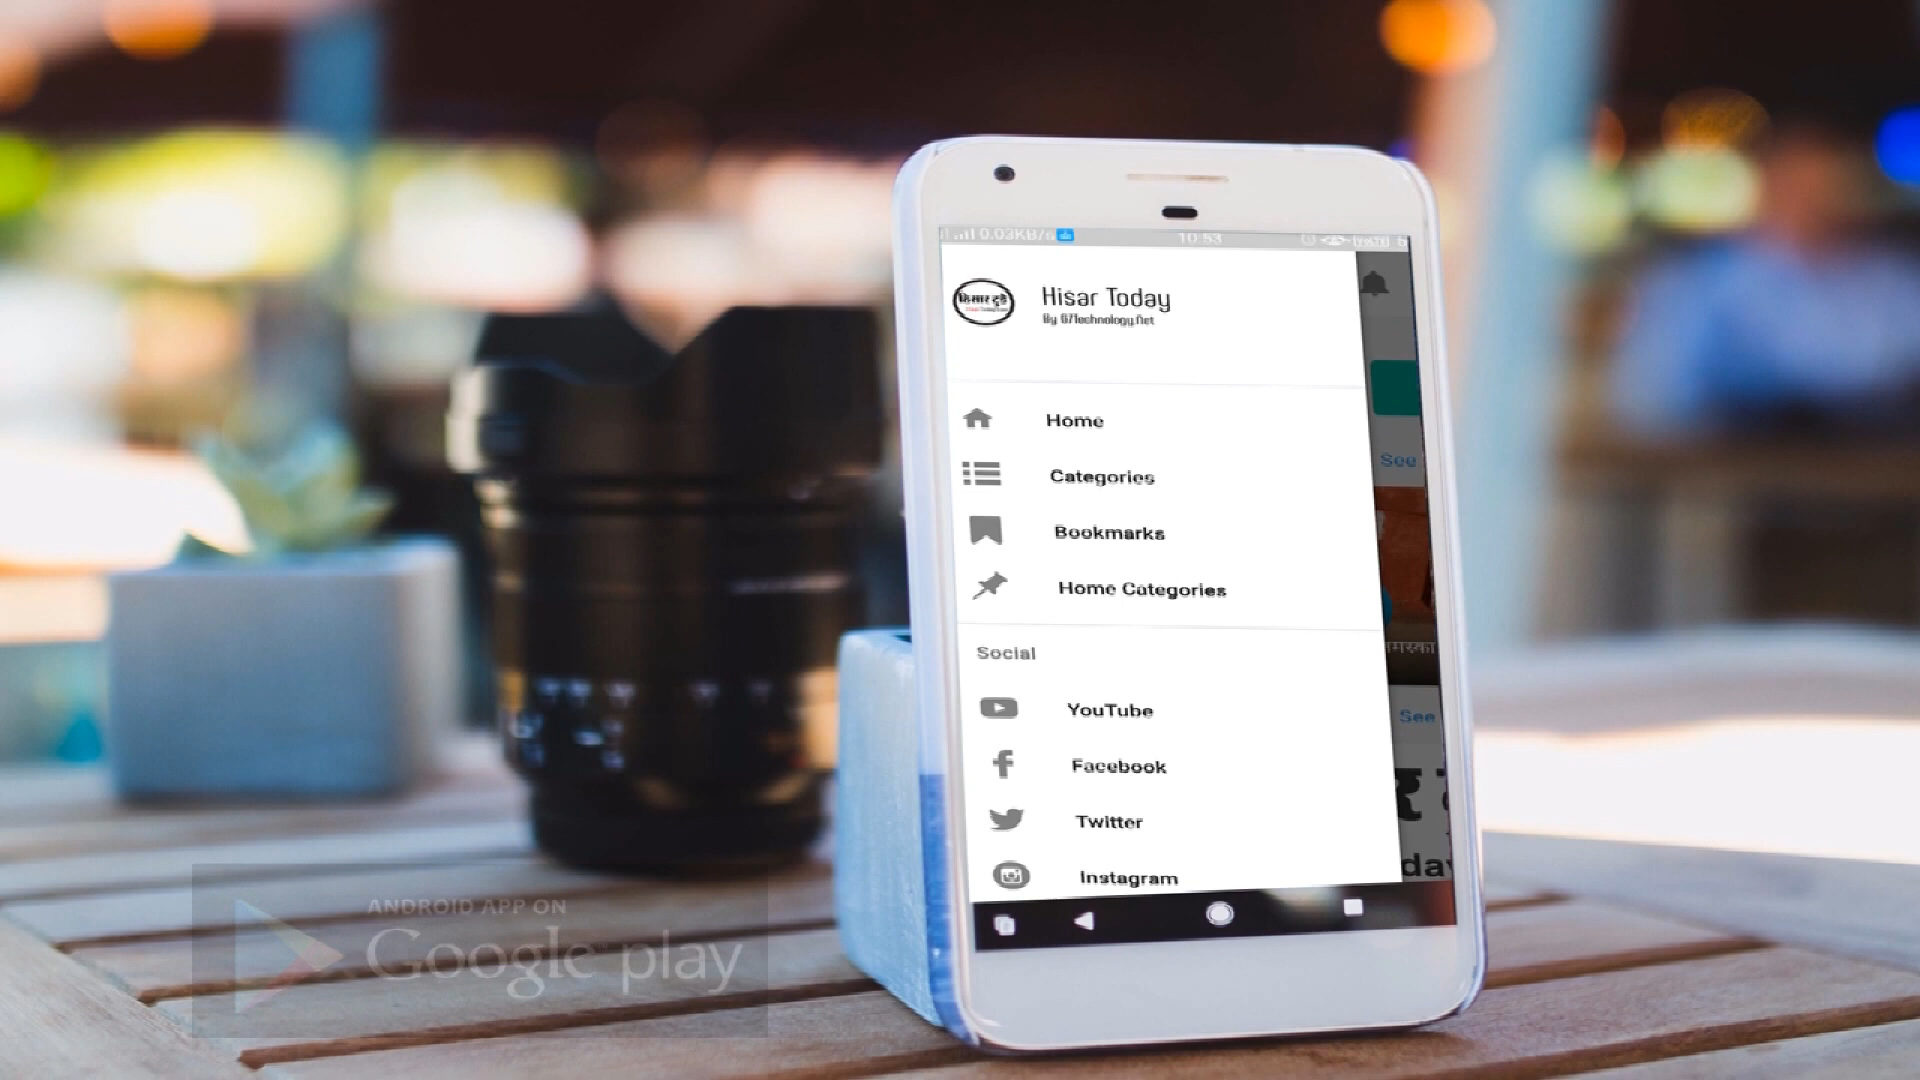 0.03KB/s
10:53
हिसार टुडे
Hisar Today
By G7Technology.Net
Home
Categories
Bookmarks
Home Categories
Social
YouTube
Facebook
Twitter
Instagram
See
See
ANDROID APP ON
Google play